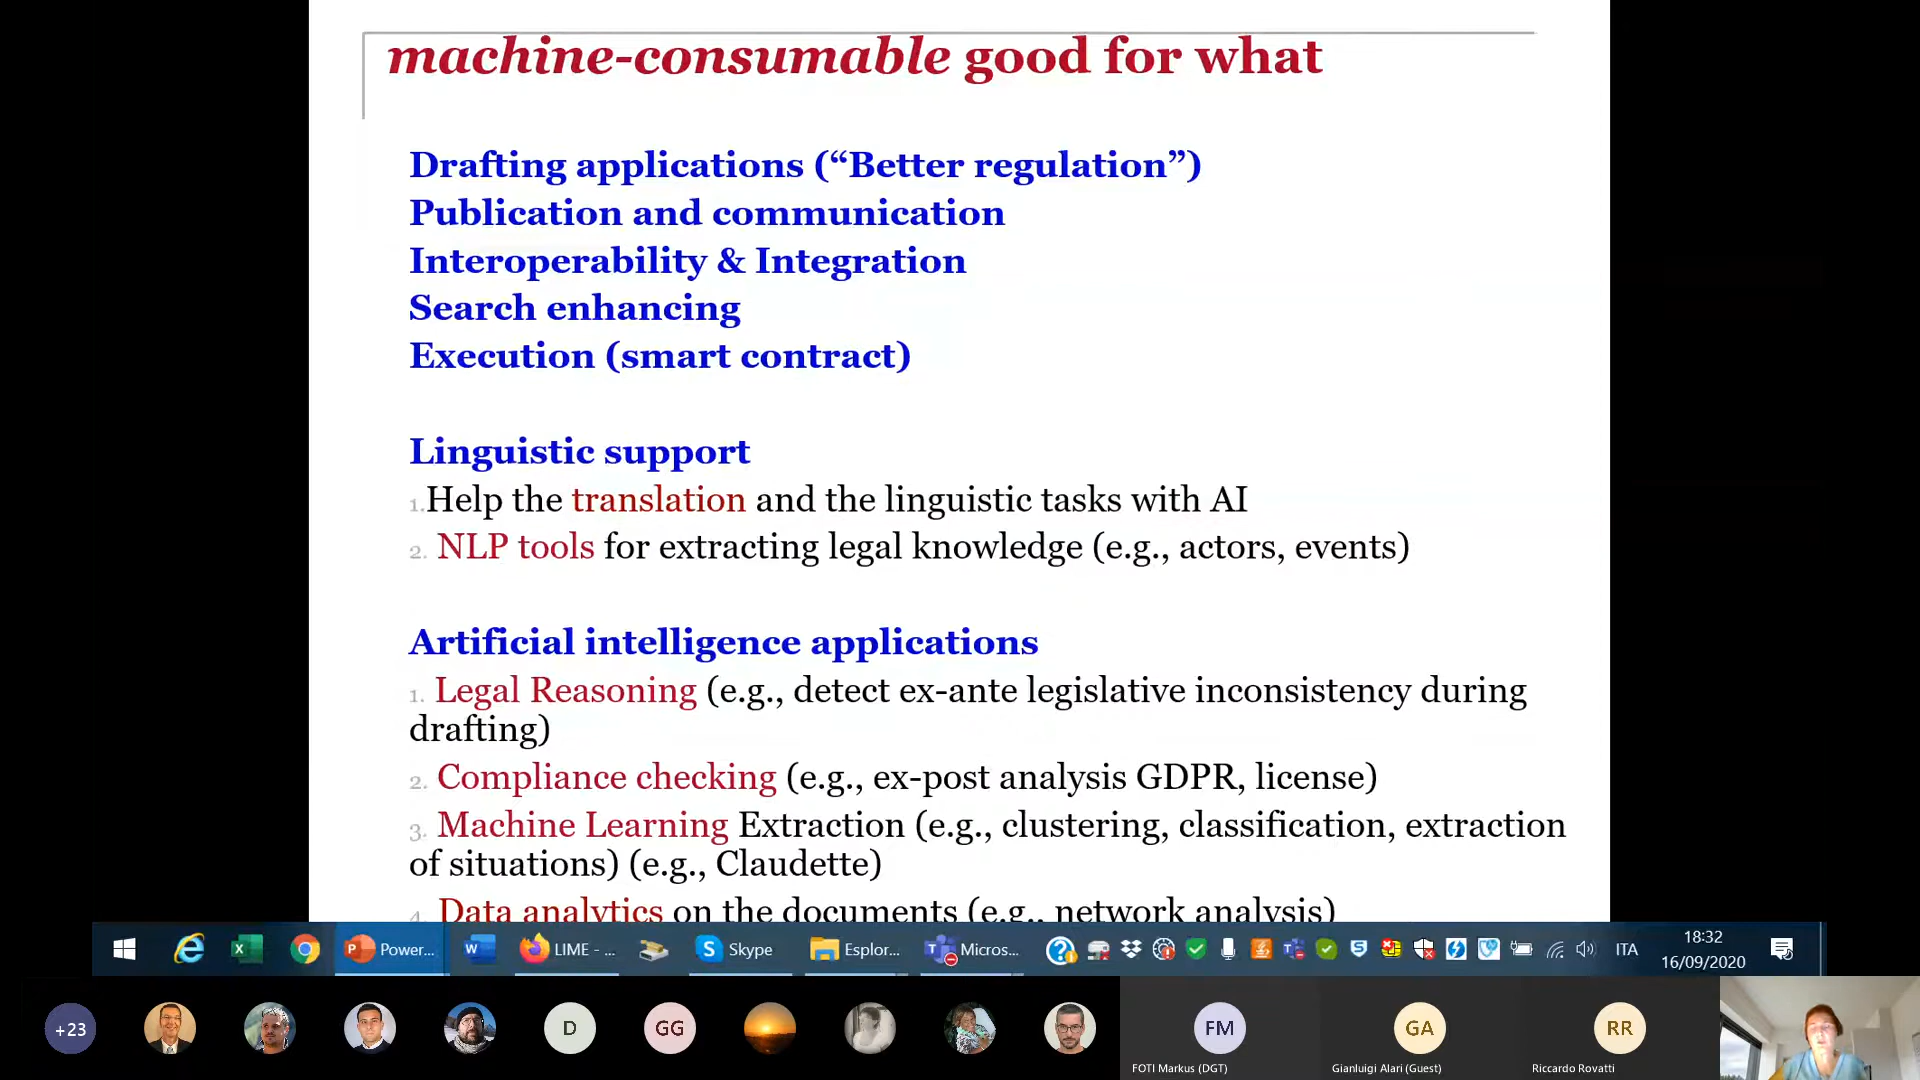 machine-consumable good for what
Drafting applications (“Better regulation”)
Publication and communication
Interoperability & Integration
Search enhancing
Execution (smart contract)
Linguistic support
1.Help the translation and the linguistic tasks with AI
2. NLP tools for extracting legal knowledge (e.g., actors, events)
Artificial intelligence applications
1. Legal Reasoning (e.g., detect ex-ante legislative inconsistency during
drafting)
2. Compliance checking (e.g., ex-post analysis GDPR, license)
3. Machine Learning Extraction (e.g., clustering, classification, extraction
of situations) (e.g., Claudette)
4. Data analytics on the documents (e.g., network analysis)
Power... LIME - ... Skype Esplor... Micros... ITA
18:32
16/09/2020
+23 D GG FM GA RR
FOTI Markus (DGT) Gianluigi Alari (Guest) Riccardo Rovatti